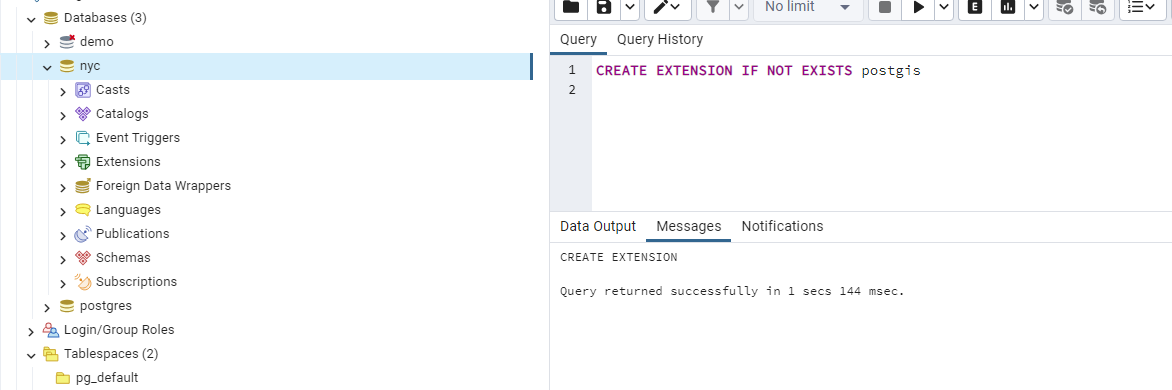 Databases (3)
demo
nyc
Casts
Catalogs
Event Triggers
Extensions
Foreign Data Wrappers
Languages
Publications
Schemas
Subscriptions
postgres
Login/Group Roles
Tablespaces (2)
pg_default
No limit
E
Query Query History
1 CREATE EXTENSION IF NOT EXISTS postgis
2
Data Output Messages Notifications
CREATE EXTENSION
Query returned successfully in 1 secs 144 msec.